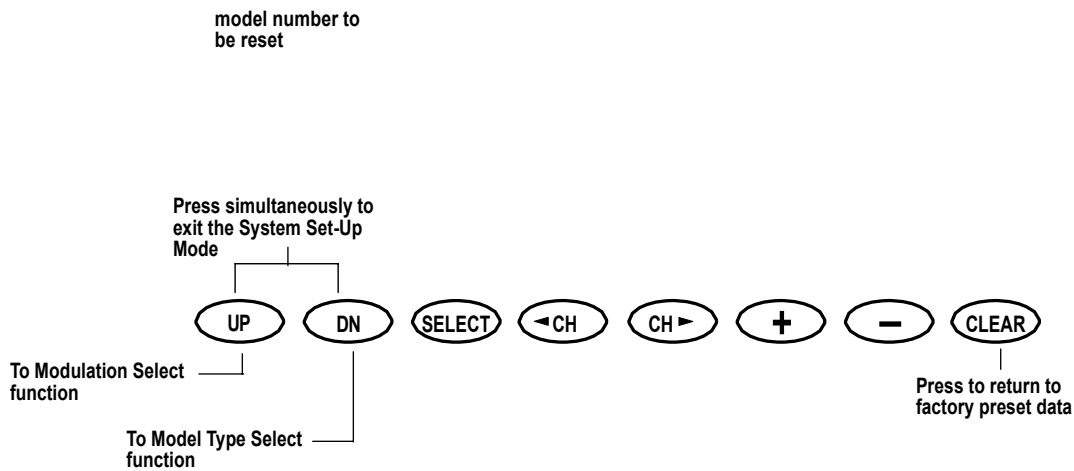 model number to
be reset
Press simultaneously to
exit the System Set-Up
Mode
UP
DN
SELECT
◄CH
CH►
+
−
CLEAR
To Modulation Select
function
Press to return to
factory preset data
To Model Type Select
function